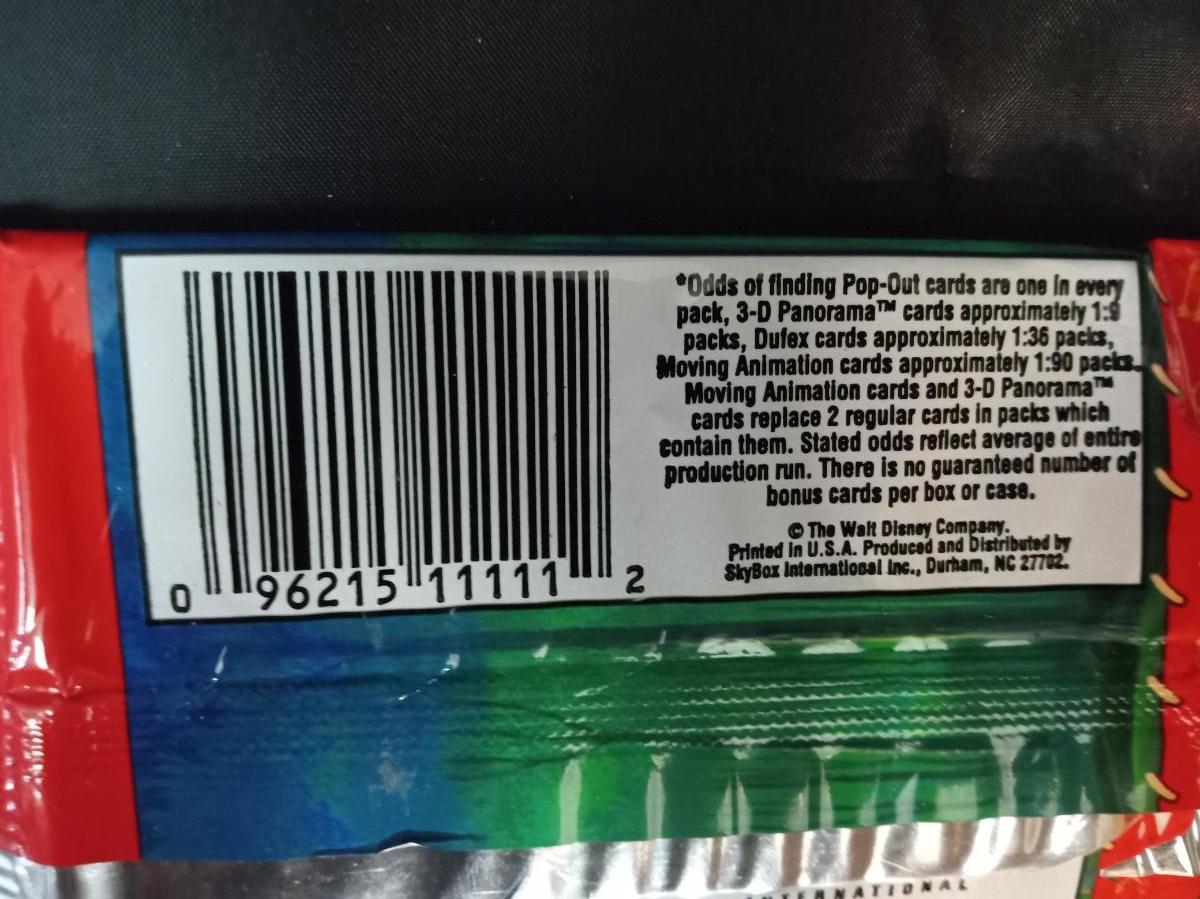 *Odds of finding Pop-Out cards are one in every
pack, 3-D Panorama™ cards approximately 1:9
packs, Dufex cards approximately 1:36 packs,
Moving Animation cards approximately 1:90 packs.
Moving Animation cards and 3-D Panorama™
cards replace 2 regular cards in packs which
contain them. Stated odds reflect average of entire
production run. There is no guaranteed number of
bonus cards per box or case.
© The Walt Disney Company.
Printed in U.S.A. Produced and Distributed by
SkyBox International Inc., Durham, NC 27702.
0 96215 11111 2